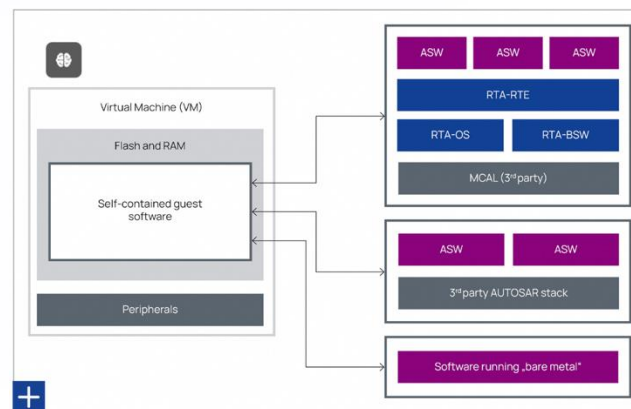 Virtual Machine (VM)
Flash and RAM
Self-contained guest
software
Peripherals
ASW ASW ASW
RTA-RTE
RTA-OS RTA-BSW
MCAL (3rd party)
ASW ASW
3rd party AUTOSAR stack
Software running „bare metal“